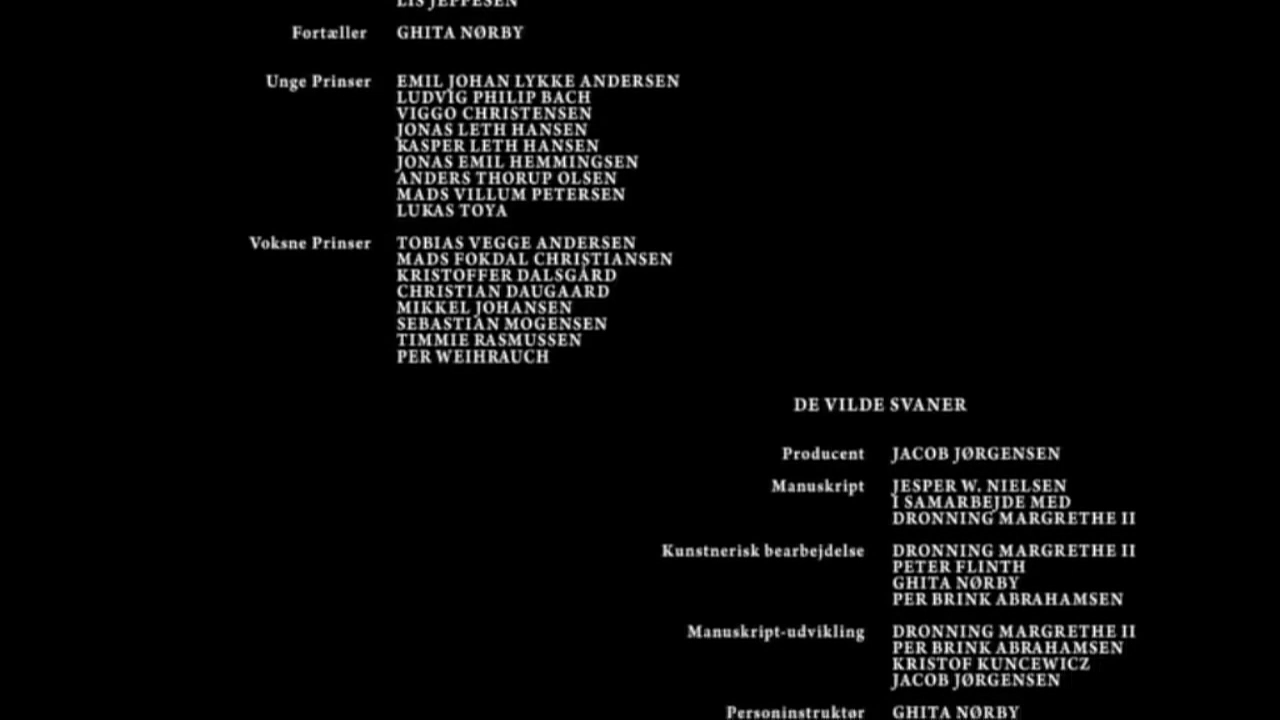 LIS JEPPESEN
Fortæller GHITA NØRBY
Unge Prinser EMIL JOHAN LYKKE ANDERSEN
LUDVIG PHILIP BACH
VIGGO CHRISTENSEN
JONAS LETH HANSEN
KASPER LETH HANSEN
JONAS EMIL HEMMINGSEN
ANDERS THORUP OLSEN
MADS VILLUM PETERSEN
LUKAS TOYA
Voksne Prinser TOBIAS VEGGE ANDERSEN
MADS FOKDAL CHRISTIANSEN
KRISTOFFER DALSGÅRD
CHRISTIAN DAUGAARD
MIKKEL JOHANSEN
SEBASTIAN MOGENSEN
TIMMIE RASMUSSEN
PER WEIHRAUCH
DE VILDE SVANER
Producent JACOB JØRGENSEN
Manuskript JESPER W. NIELSEN
I SAMARBEJDE MED
DRONNING MARGRETHE II
Kunstnerisk bearbejdelse DRONNING MARGRETHE II
PETER FLINTH
GHITA NØRBY
PER BRINK ABRAHAMSEN
Manuskript-udvikling DRONNING MARGRETHE II
PER BRINK ABRAHAMSEN
KRISTOF KUNCEWICZ
JACOB JØRGENSEN
Personinstruktør GHITA NØRBY